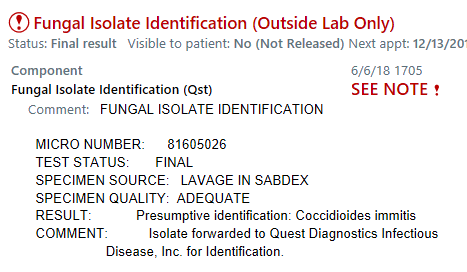 Fungal Isolate Identification (Outside Lab Only)
Status: Final result Visible to patient: No (Not Released) Next appt: 12/13/201
Component 6/6/18 1705
Fungal Isolate Identification (Qst) SEE NOTE !
Comment: FUNGAL ISOLATE IDENTIFICATION
MICRO NUMBER: 81605026
TEST STATUS: FINAL
SPECIMEN SOURCE: LAVAGE IN SABDEX
SPECIMEN QUALITY: ADEQUATE
RESULT: Presumptive identification: Coccidioides immitis
COMMENT: Isolate forwarded to Quest Diagnostics Infectious
Disease, Inc. for Identification.